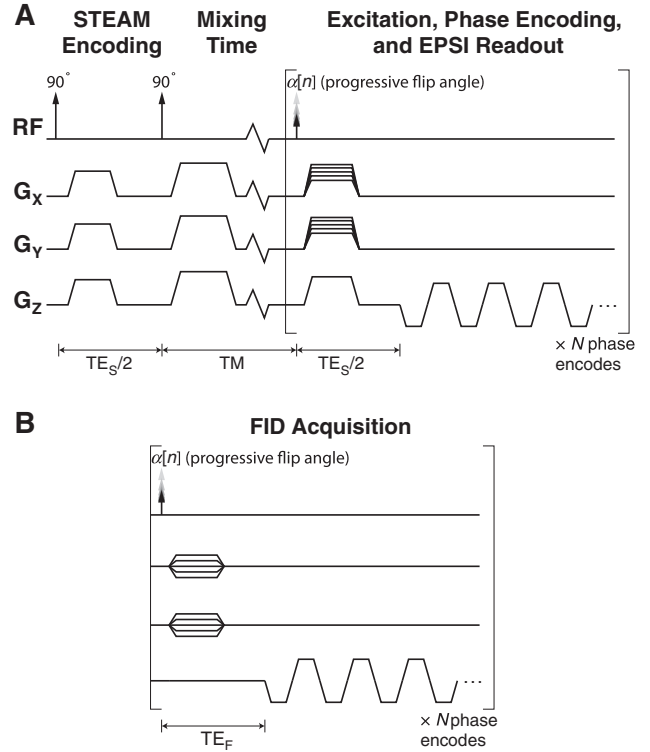 A
STEAM Encoding
Mixing Time
Excitation, Phase Encoding, and EPSI Readout
90°
90°
α[n] (progressive flip angle)
RF
GX
GY
GZ
...
TES/2
TM
TES/2
× N phase encodes
B
FID Acquisition
α[n] (progressive flip angle)
...
TEF
× N phase encodes